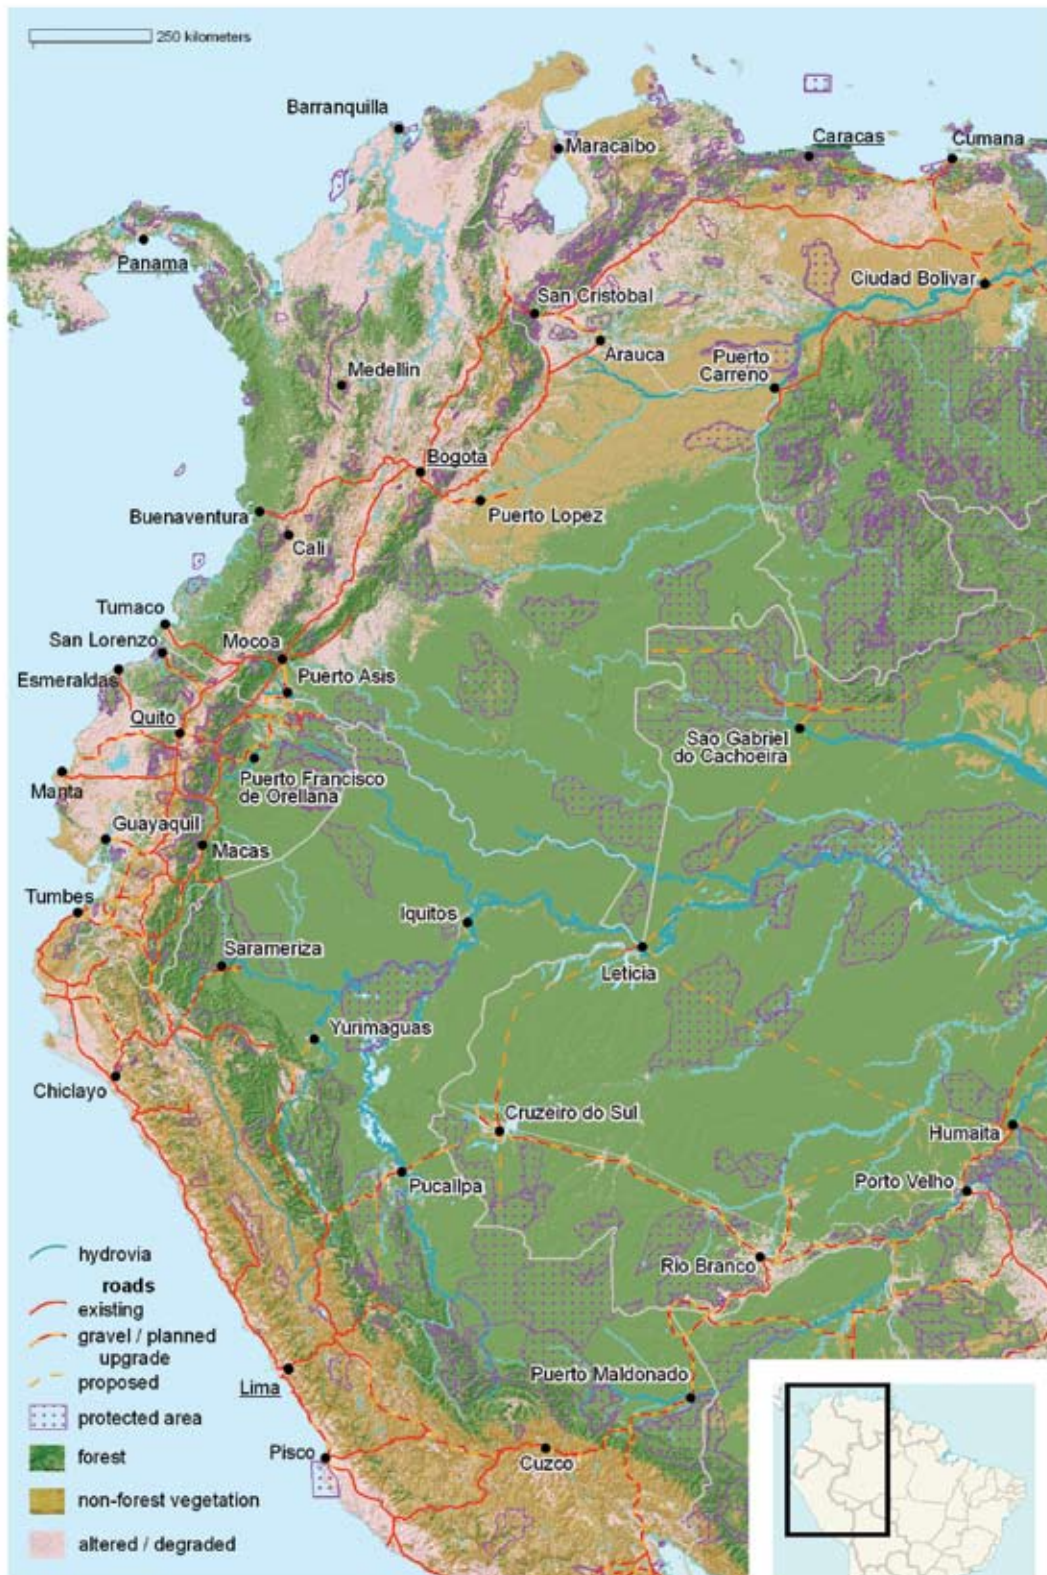 250 kilometers
Barranquilla
Maracaibo
Caracas
Cumana
Panama
Ciudad Bolivar
San Cristobal
Arauca
Puerto
Carreno
Medellin
Bogota
Puerto Lopez
Buenaventura
Cali
Tumaco
San Lorenzo
Mocoa
Esmeraldas
Puerto Asis
Quito
Sao Gabriel
do Cachoeira
Manta
Puerto Francisco
de Orellana
Guayaquil
Macas
Tumbes
Iquitos
Sarameriza
Leticia
Yurimaguas
Chiclayo
Cruzeiro do Sul
Humaita
Pucallpa
Porto Velho
Rio Branco
Puerto Maldonado
Lima
Pisco
Cuzco
hydrovia
roads
existing
gravel / planned
upgrade
proposed
protected area
forest
non-forest vegetation
altered / degraded